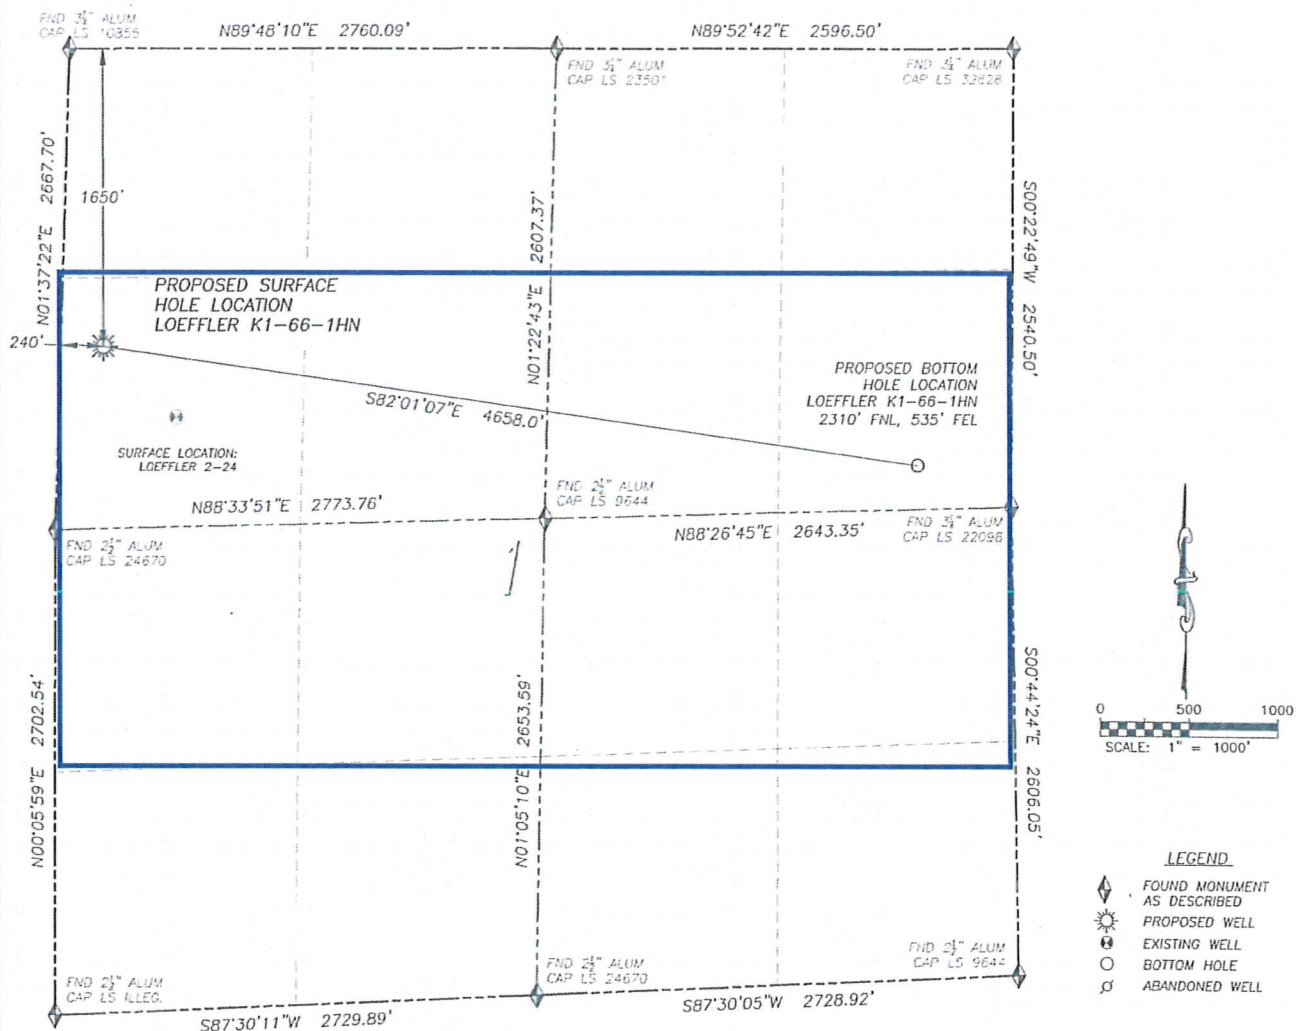 FND 3¼" ALUM
CAP LS 10855
N89°48'10"E 2760.09'
N89°52'42" E 2596.50'
FND 3¼" ALUM
CAP LS 23501
FND 3¼" ALUM
CAP LS 32828
N01°37'22"E 2667.70'
1650'
N01°22'43"E 2607.37'
S00°22'49"W 2540.50'
PROPOSED SURFACE
HOLE LOCATION
LOEFFLER K1-66-1HN
240'
PROPOSED BOTTOM
HOLE LOCATION
LOEFFLER K1-66-1HN
2310' FNL, 535' FEL
S82°01'07"E 4658.0'
SURFACE LOCATION:
LOEFFLER 2-24
FND 2½" ALUM
CAP LS 9644
N88°33'51"E 2773.76'
N88°26'45"E 2643.35'
FND 3¼" ALUM
CAP LS 22098
FND 2½" ALUM
CAP LS 24670
1
N00°05'59"E 2702.54'
N01°05'10"E 2653.59'
S00°44'24"E 2606.05'
0 500 1000
SCALE: 1" = 1000'
LEGEND
FOUND MONUMENT
AS DESCRIBED
PROPOSED WELL
EXISTING WELL
BOTTOM HOLE
ABANDONED WELL
FND 2½" ALUM
CAP LS ILLEG.
FND 2½" ALUM
CAP LS 24670
FND 2½" ALUM
CAP LS 9644
S87°30'11"W 2729.89'
S87°30'05"W 2728.92'